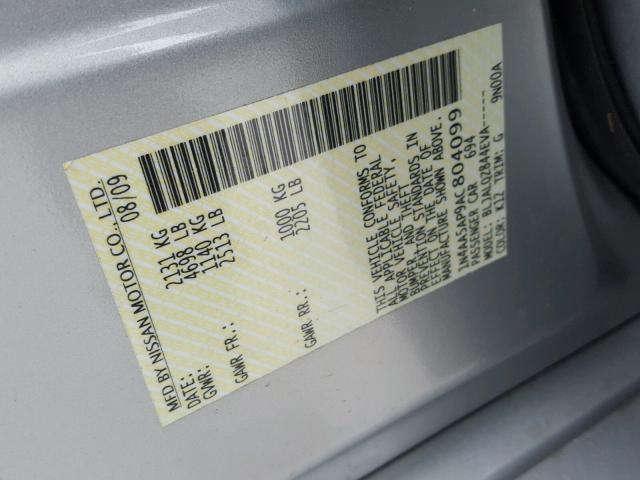 MFD BY NISSAN MOTOR CO., LTD.
DATE: 08/09
GWR: 2131 KG
4698 LB
GAWR FR.: 1140 KG
2513 LB
GAWR RR.: 1000 KG
2205 LB
THIS VEHICLE CONFORMS TO
ALL APPLICABLE FEDERAL
MOTOR VEHICLE SAFETY,
BUMPER AND THEFT
PREVENTION STANDARDS IN
EFFECT ON THE DATE OF
MANUFACTURE SHOWN ABOVE.
1N4AA5AP9AC804099
PASSENGER CAR 694
MODEL: BLJALU2844EVA-----
COLOR: K12 TRIM: G 9N00A